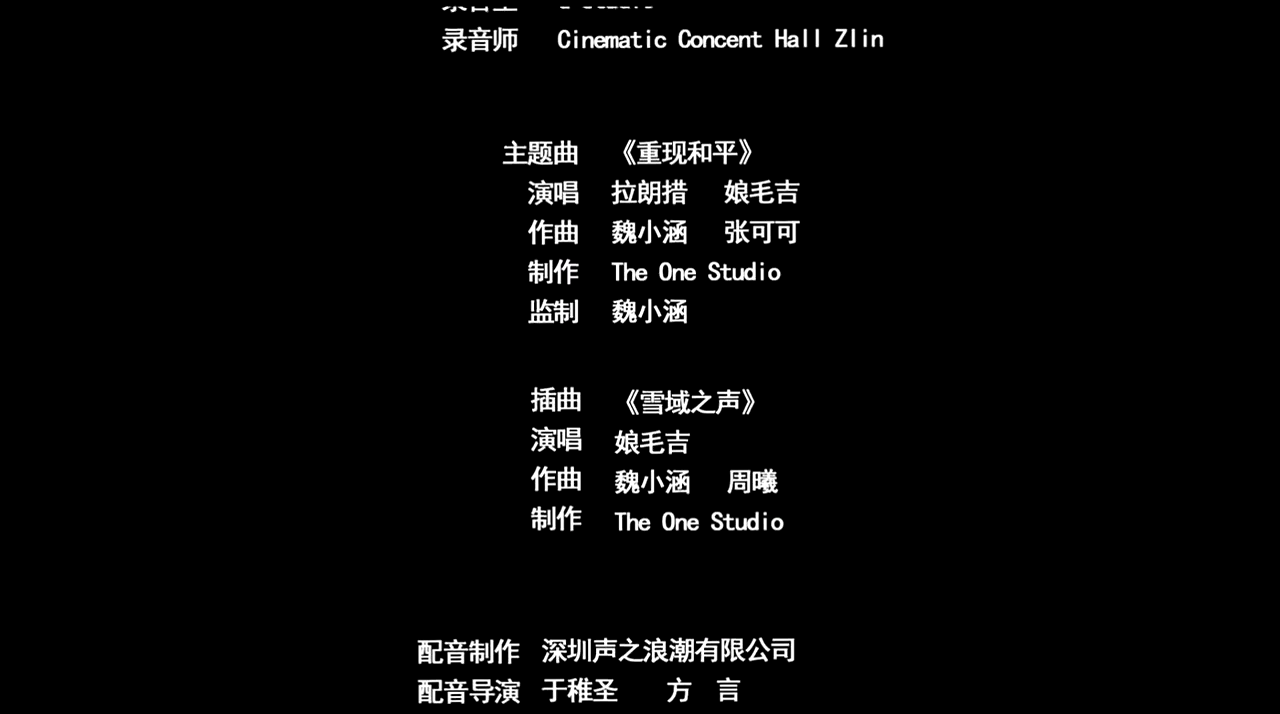 录音师 Cinematic Concent Hall Zlin
主题曲 《重现和平》
演唱 拉朗措 娘毛吉
作曲 魏小涵 张可可
制作 The One Studio
监制 魏小涵
插曲 《雪域之声》
演唱 娘毛吉
作曲 魏小涵 周曦
制作 The One Studio
配音制作 深圳声之浪潮有限公司
配音导演 于稚圣 方 言